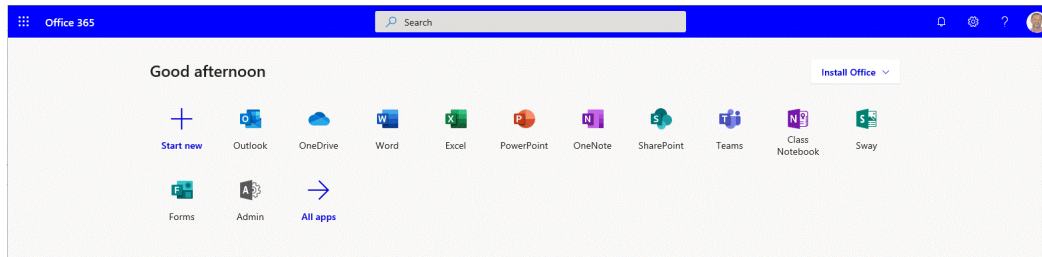 Office 365
Search
?
Good afternoon
Install Office
Start new
Outlook
OneDrive
Word
Excel
PowerPoint
OneNote
SharePoint
Teams
Class
Notebook
Sway
Forms
Admin
All apps